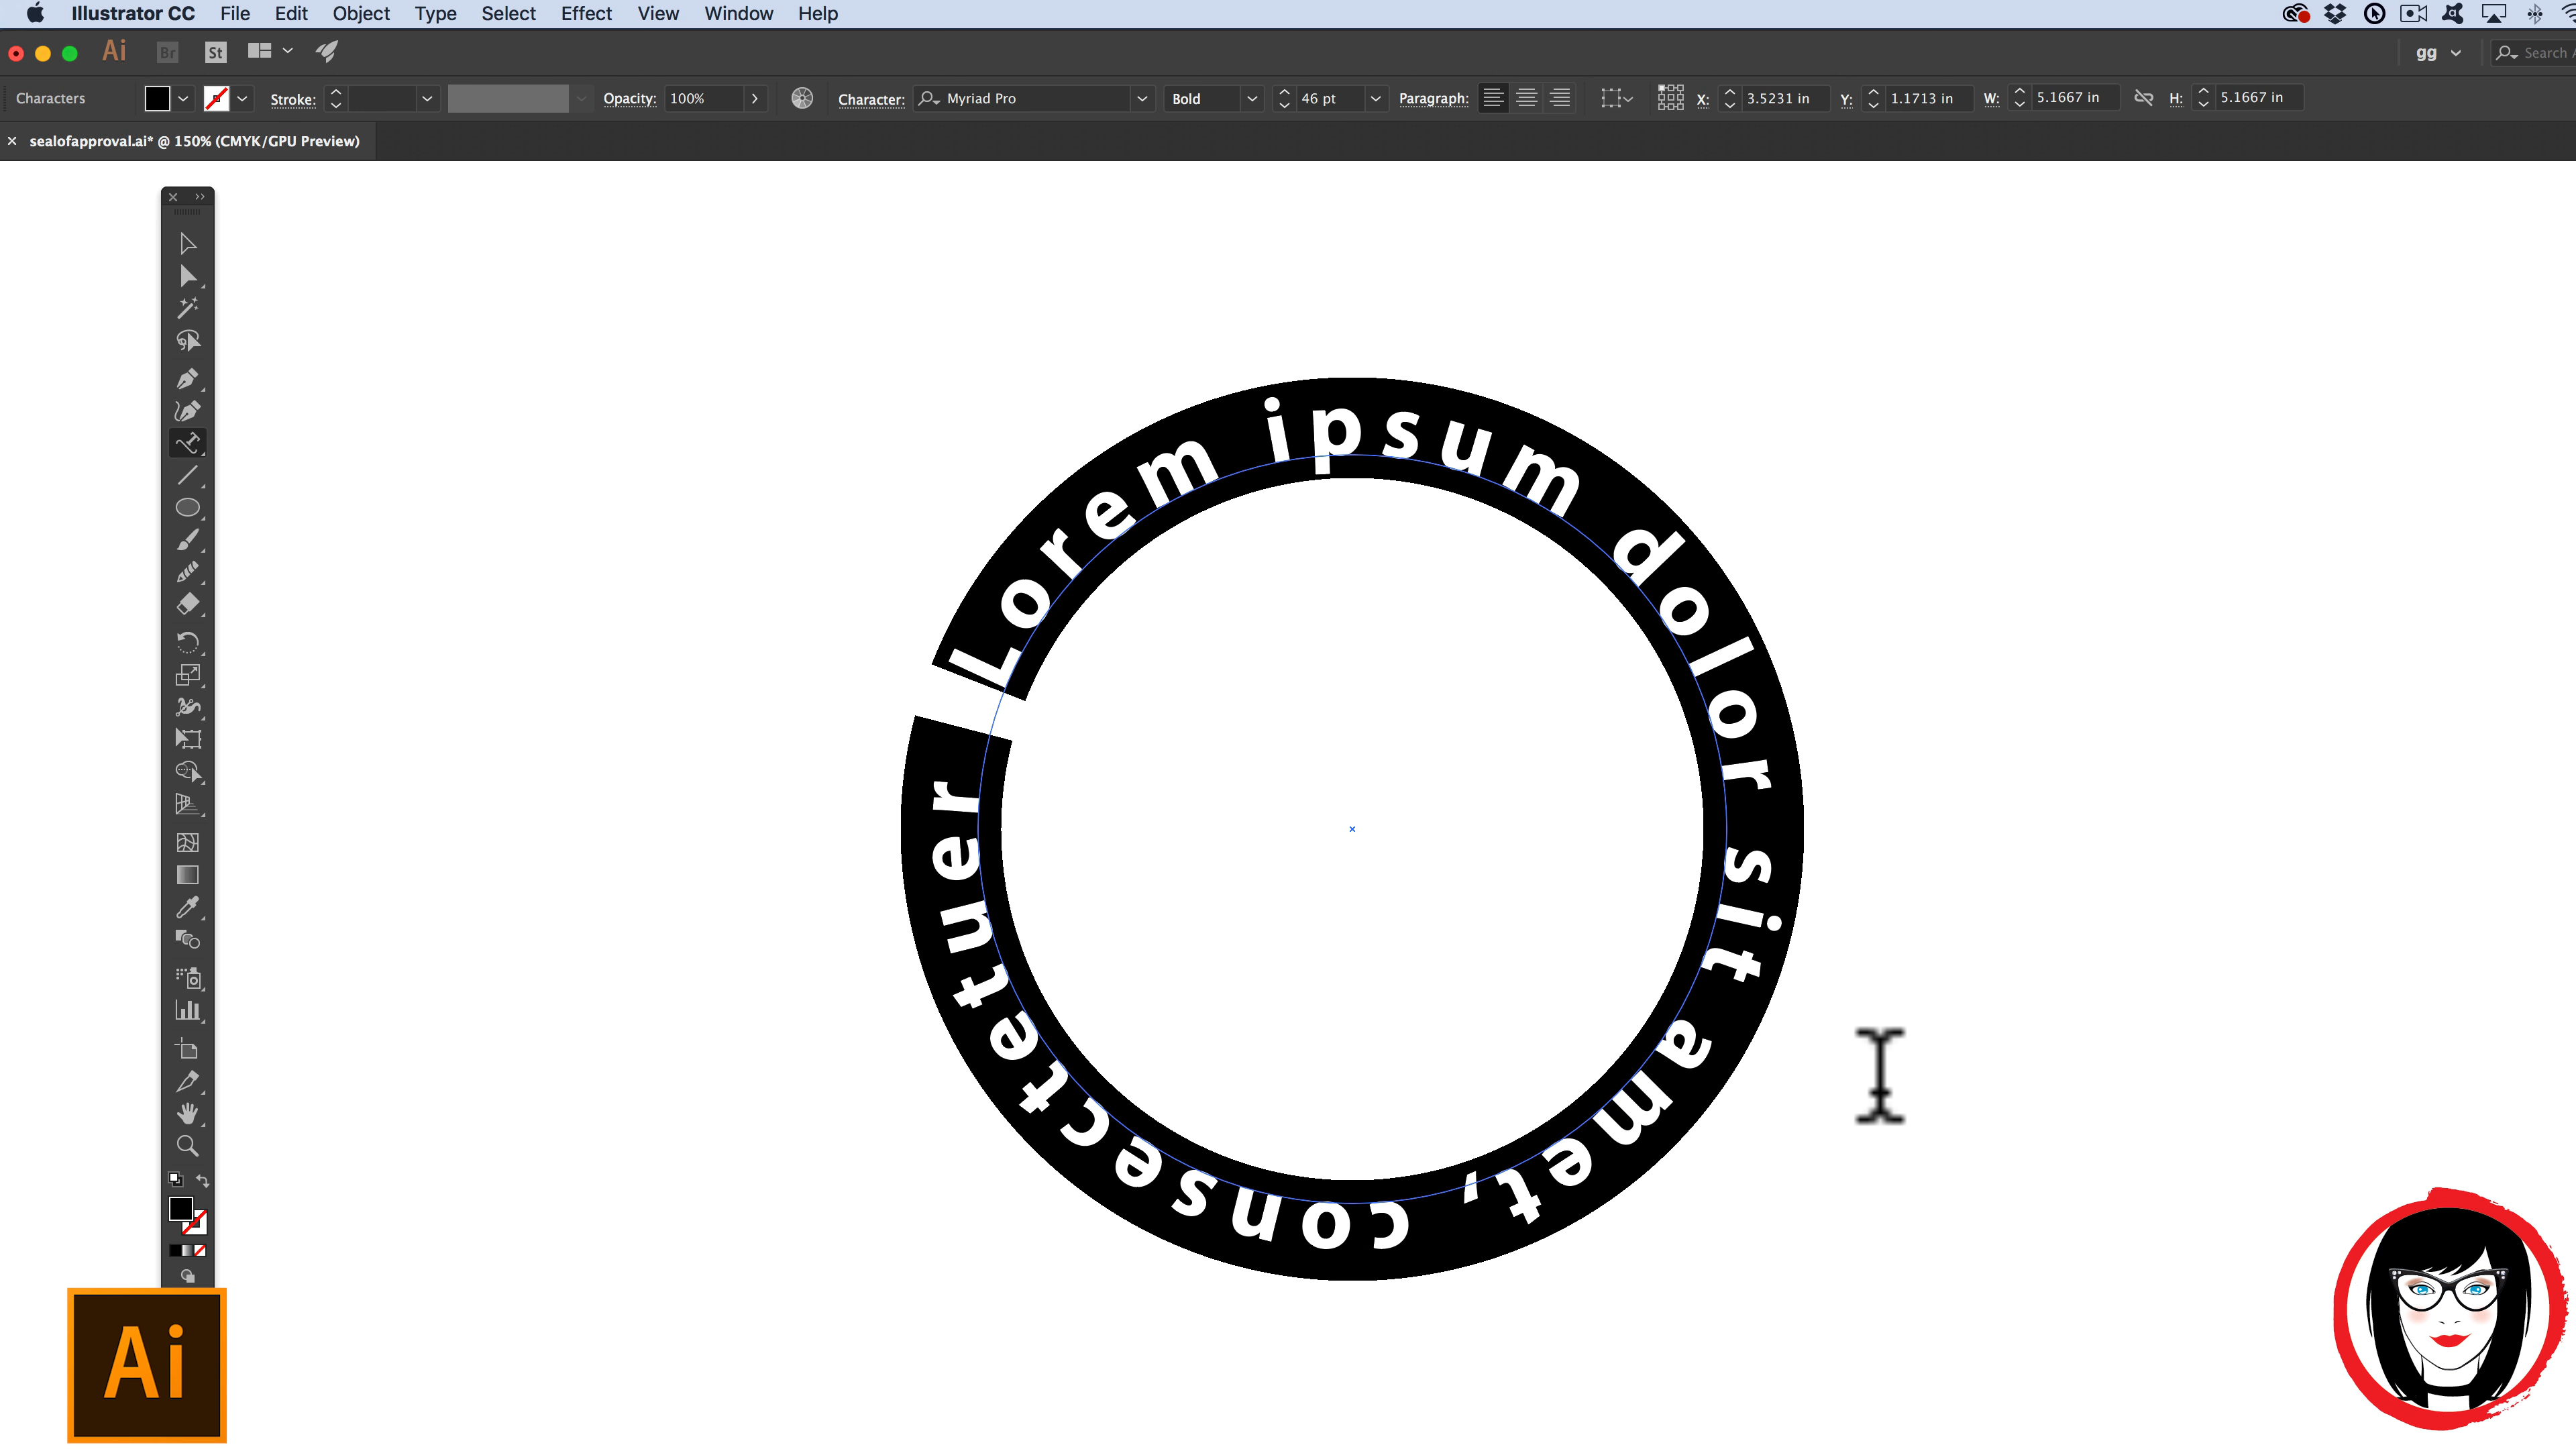 Illustrator CC File Edit Object Type Select Effect View Window Help
Ai Br St gg Search
Characters Stroke: Opacity: 100% Character: Myriad Pro Bold 46 pt Paragraph: X: 3.5231 in Y: 1.1713 in W: 5.1667 in H: 5.1667 in
× sealofapproval.ai* @ 150% (CMYK/GPU Preview)
Lorem ipsum dolor sit amet, consectetuer
Ai